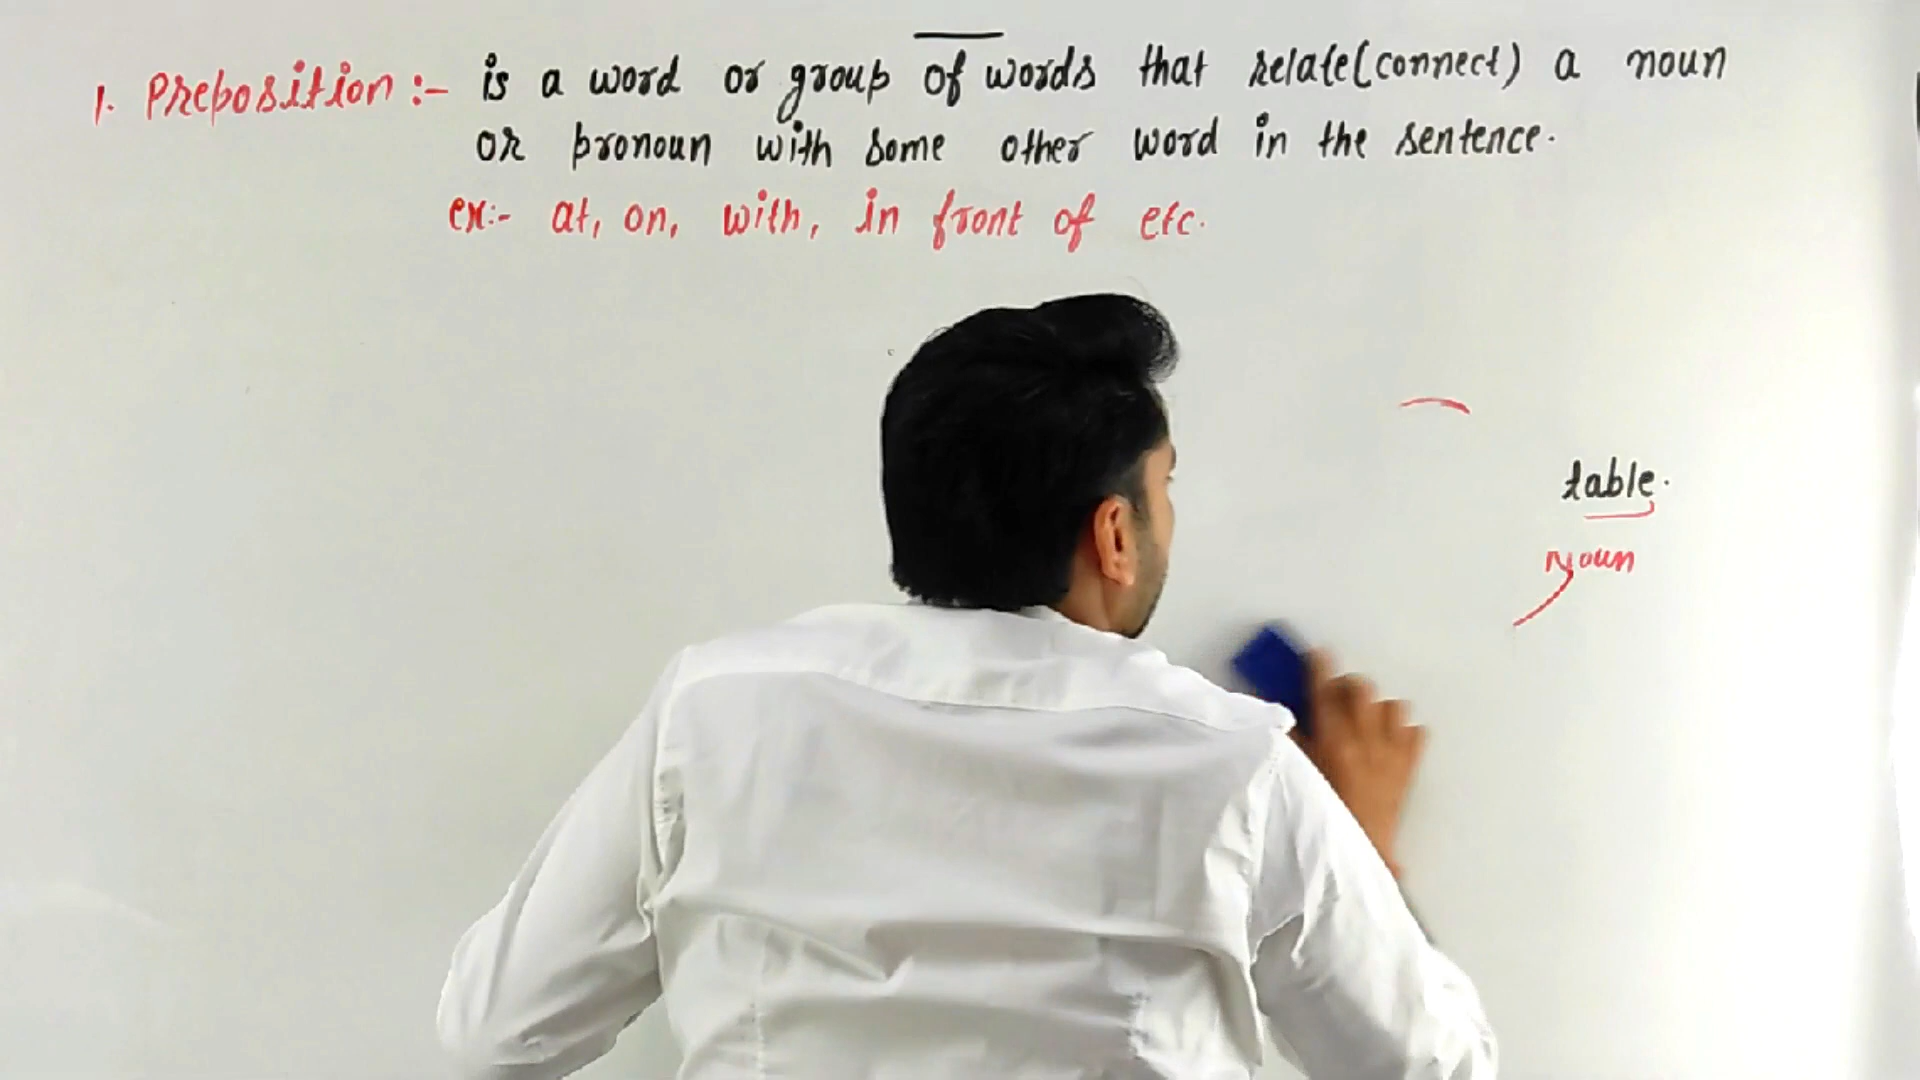 1. Preposition :- is a word or group of words that relate(connect) a noun
or pronoun with some other word in the sentence.
ex:- at, on, with, in front of etc.
table.
Noun